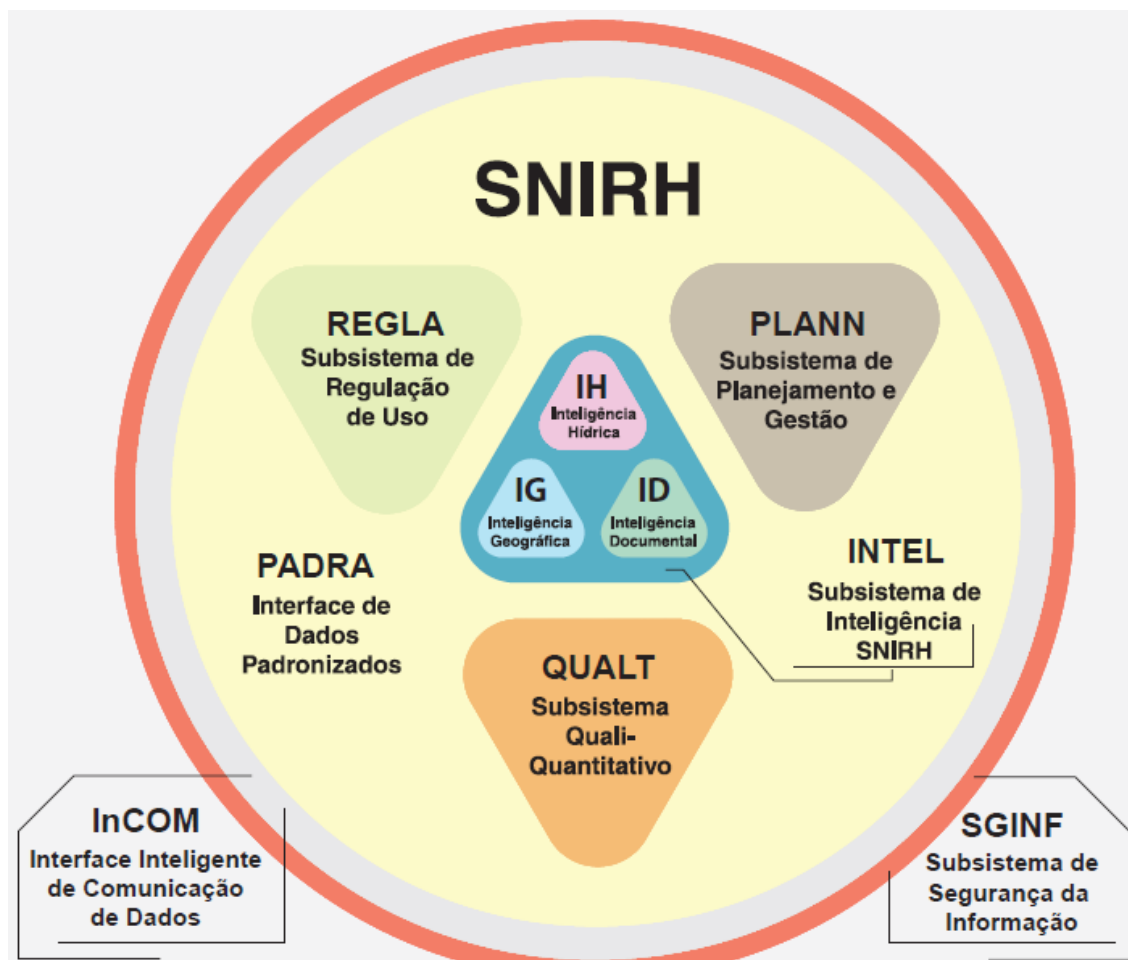 SNIRH
REGLA
Subsistema de
Regulação
de Uso
PLANN
Subsistema de
Planejamento e
Gestão
IH
Inteligência
Hídrica
IG
Inteligência
Geográfica
ID
Inteligência
Documental
PADRA
Interface de
Dados
Padronizados
INTEL
Subsistema de
Inteligência
SNIRH
QUALT
Subsistema
Quali-
Quantitativo
InCOM
Interface Inteligente
de Comunicação
de Dados
SGINF
Subsistema de
Segurança da
Informação